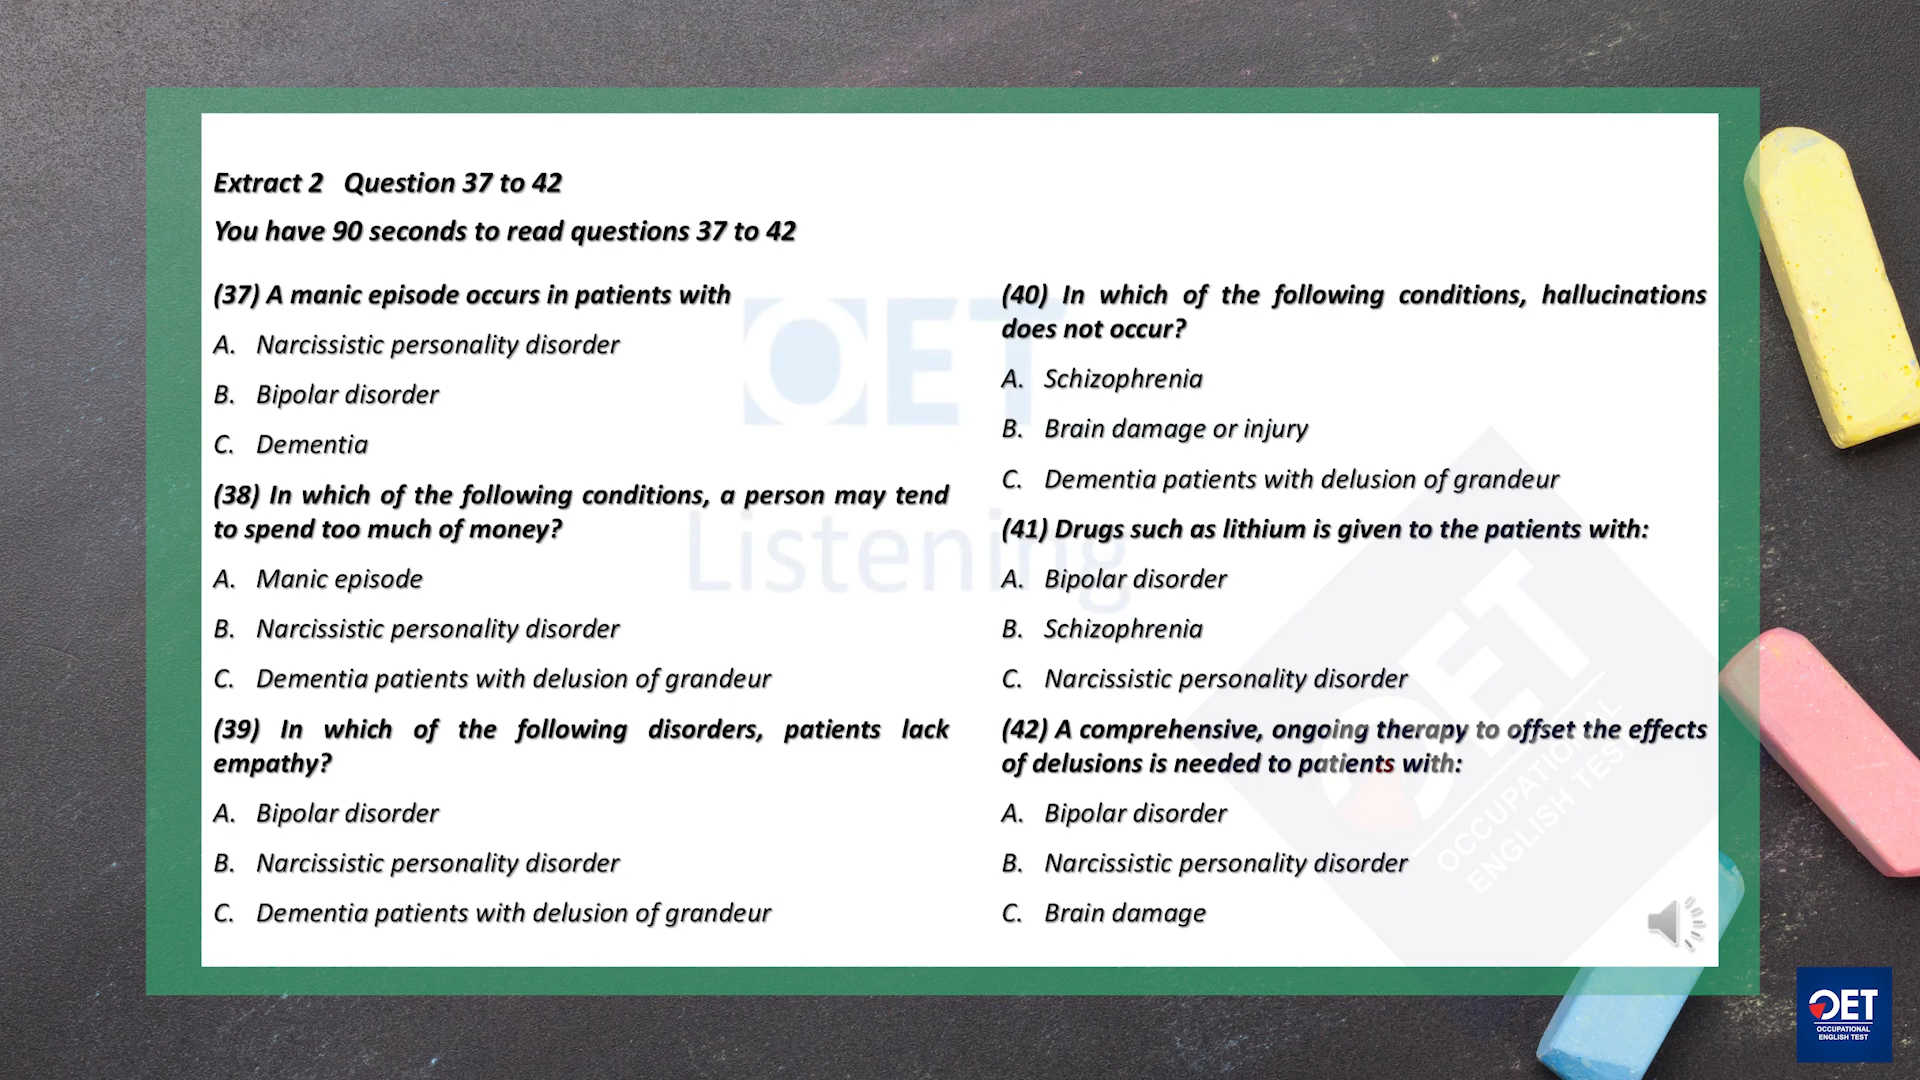 Extract 2 Question 37 to 42
You have 90 seconds to read questions 37 to 42
(37) A manic episode occurs in patients with
A. Narcissistic personality disorder
B. Bipolar disorder
C. Dementia
(38) In which of the following conditions, a person may tend
to spend too much of money?
A. Manic episode
B. Narcissistic personality disorder
C. Dementia patients with delusion of grandeur
(39) In which of the following disorders, patients lack
empathy?
A. Bipolar disorder
B. Narcissistic personality disorder
C. Dementia patients with delusion of grandeur
(40) In which of the following conditions, hallucinations
does not occur?
A. Schizophrenia
B. Brain damage or injury
C. Dementia patients with delusion of grandeur
(41) Drugs such as lithium is given to the patients with:
A. Bipolar disorder
B. Schizophrenia
C. Narcissistic personality disorder
(42) A comprehensive, ongoing therapy to offset the effects
of delusions is needed to patients with:
A. Bipolar disorder
B. Narcissistic personality disorder
C. Brain damage
OET
Listening
OET
OCCUPATIONAL
ENGLISH TEST
OET
OCCUPATIONAL
ENGLISH TEST